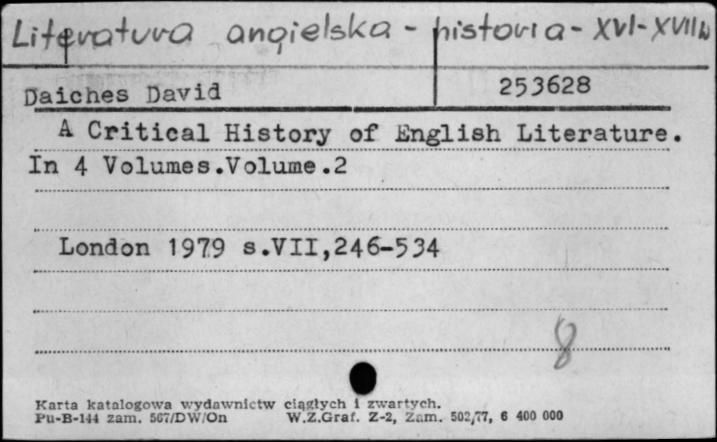 Literatura angielska - historia - XVI-XVIIw
Daiches David 253628
A Critical History of English Literature.
In 4 Volumes.Volume.2
London 1979 s.VII,246-534
8
Karta katalogowa wydawnictw ciągłych i zwartych.
Pu-B-144 zam. 567/DW/On W.Z.Graf. Z-2, Zam. 502/77, 6 400 000